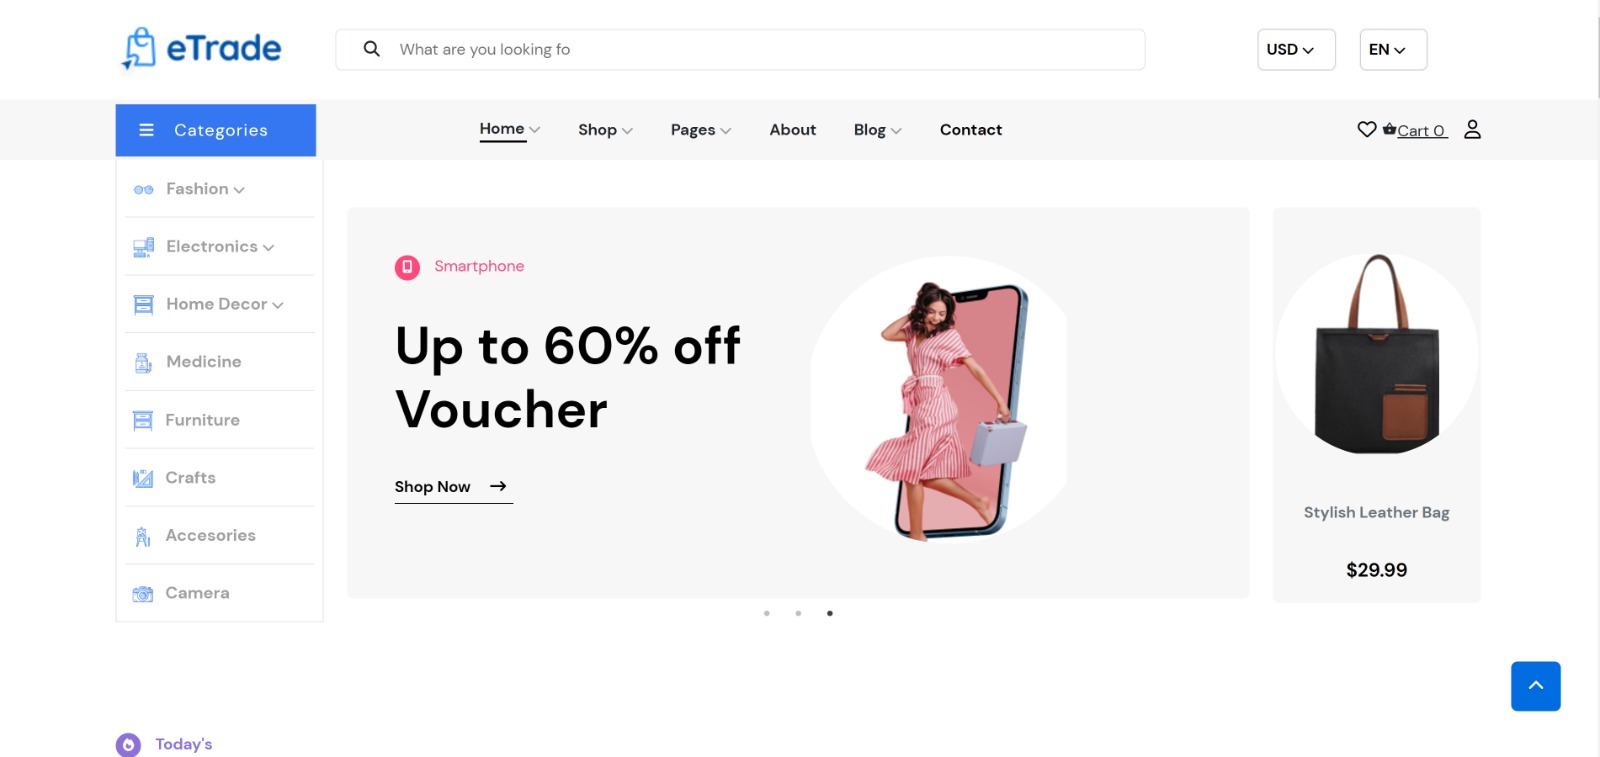 eTrade
What are you looking fo
USD
EN
Categories
Home
Shop
Pages
About
Blog
Contact
Cart 0
Fashion
Electronics
Home Decor
Medicine
Furniture
Crafts
Accesories
Camera
Smartphone
Up to 60% off
Voucher
Shop Now
Stylish Leather Bag
$29.99
Today's